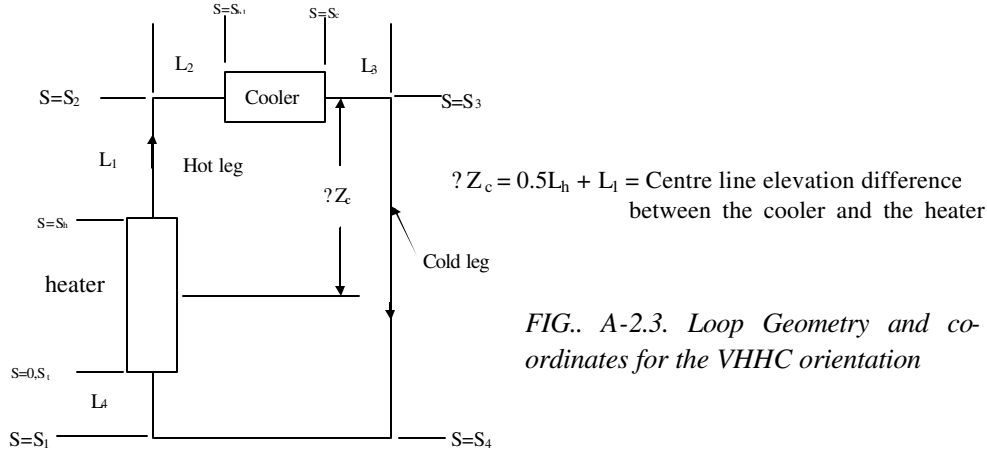 S=Shl
S=Sc
L2
L3
S=S2
Cooler
S=S3
L1
Hot leg
? Zc = 0.5Lh + Ll = Centre line elevation difference
between the cooler and the heater
?Zc
S=Sh
Cold leg
heater
FIG.. A-2.3. Loop Geometry and co-
ordinates for the VHHC orientation
S=0,St
L4
S=S1
S=S4